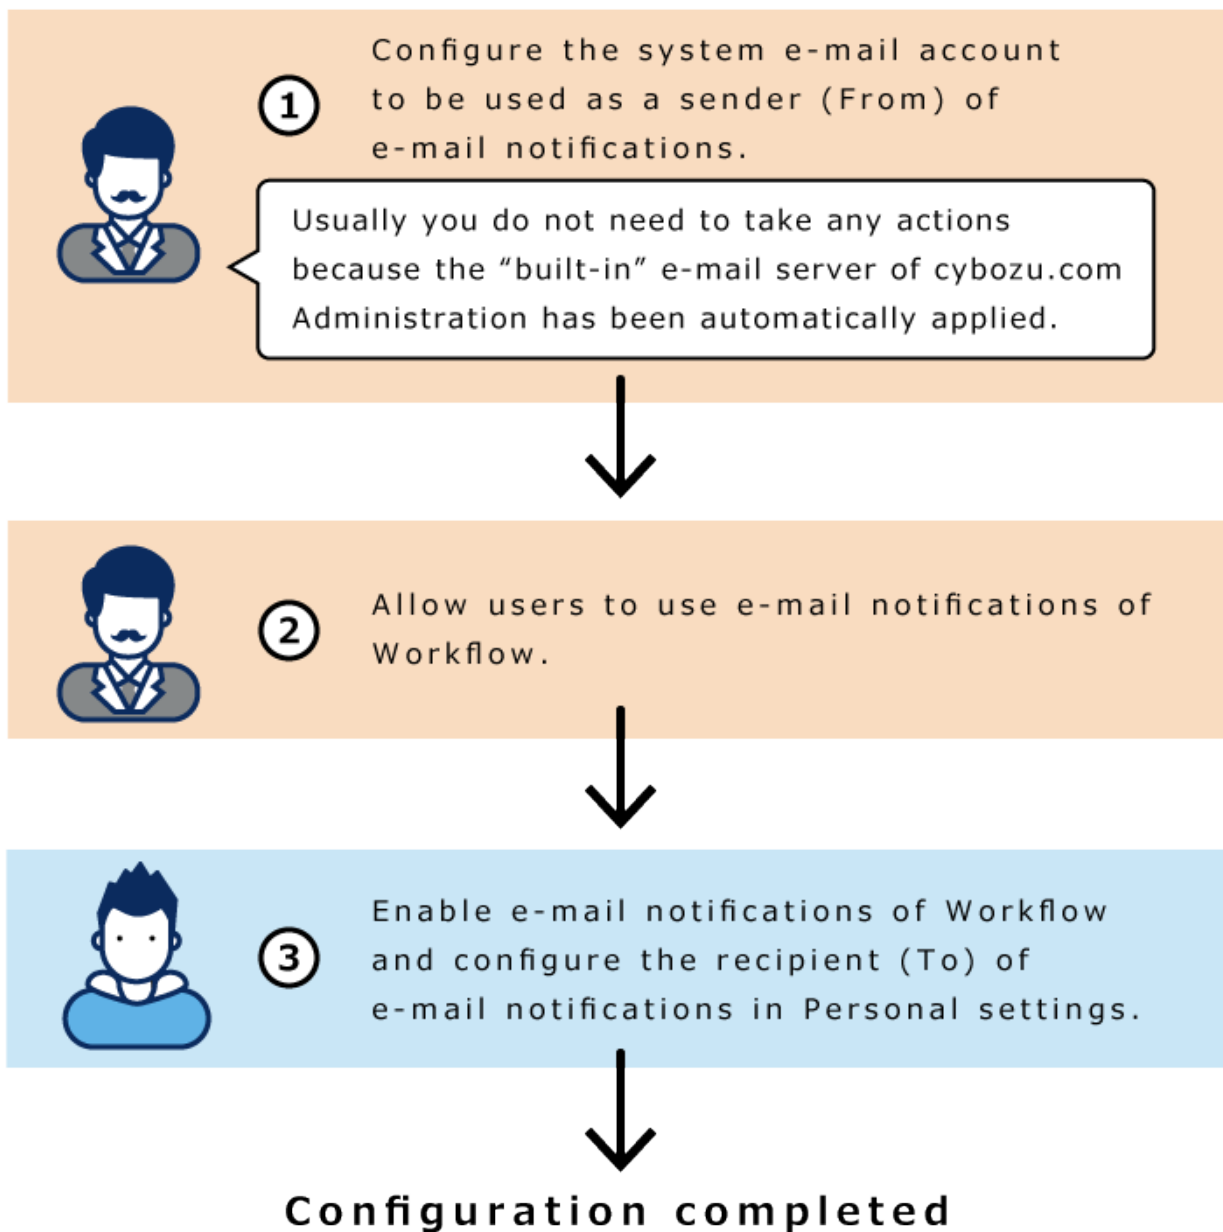 1
Configure the system e-mail account
to be used as a sender (From) of
e-mail notifications.
Usually you do not need to take any actions
because the “built-in” e-mail server of cybozu.com
Administration has been automatically applied.
2
Allow users to use e-mail notifications of
Workflow.
3
Enable e-mail notifications of Workflow
and configure the recipient (To) of
e-mail notifications in Personal settings.
Configuration completed